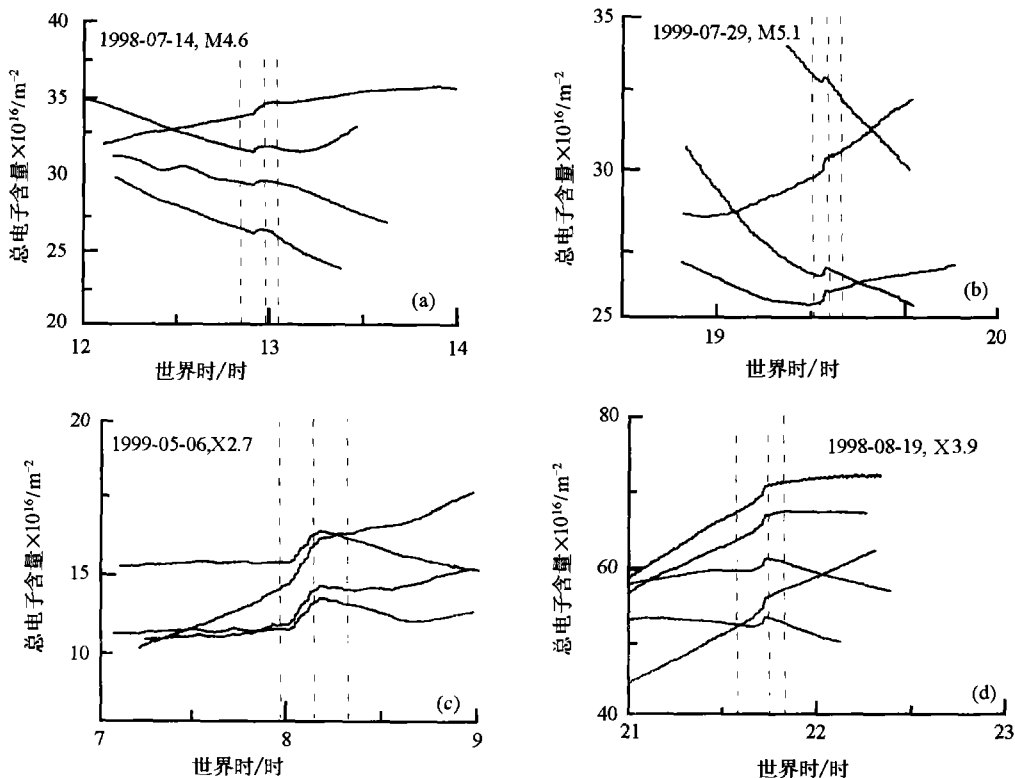 40
35
30
25
20
总电子含量×10¹⁶/m⁻²
1998-07-14, M4.6
(a)
12
13
14
世界时/时
35
30
25
总电子含量×10¹⁶/m⁻²
1999-07-29, M5.1
(b)
19
20
世界时/时
20
15
10
总电子含量×10¹⁶/m⁻²
1999-05-06,X2.7
(c)
7
8
9
世界时/时
80
60
40
总电子含量×10¹⁶/m⁻²
1998-08-19, X3.9
(d)
21
22
23
世界时/时